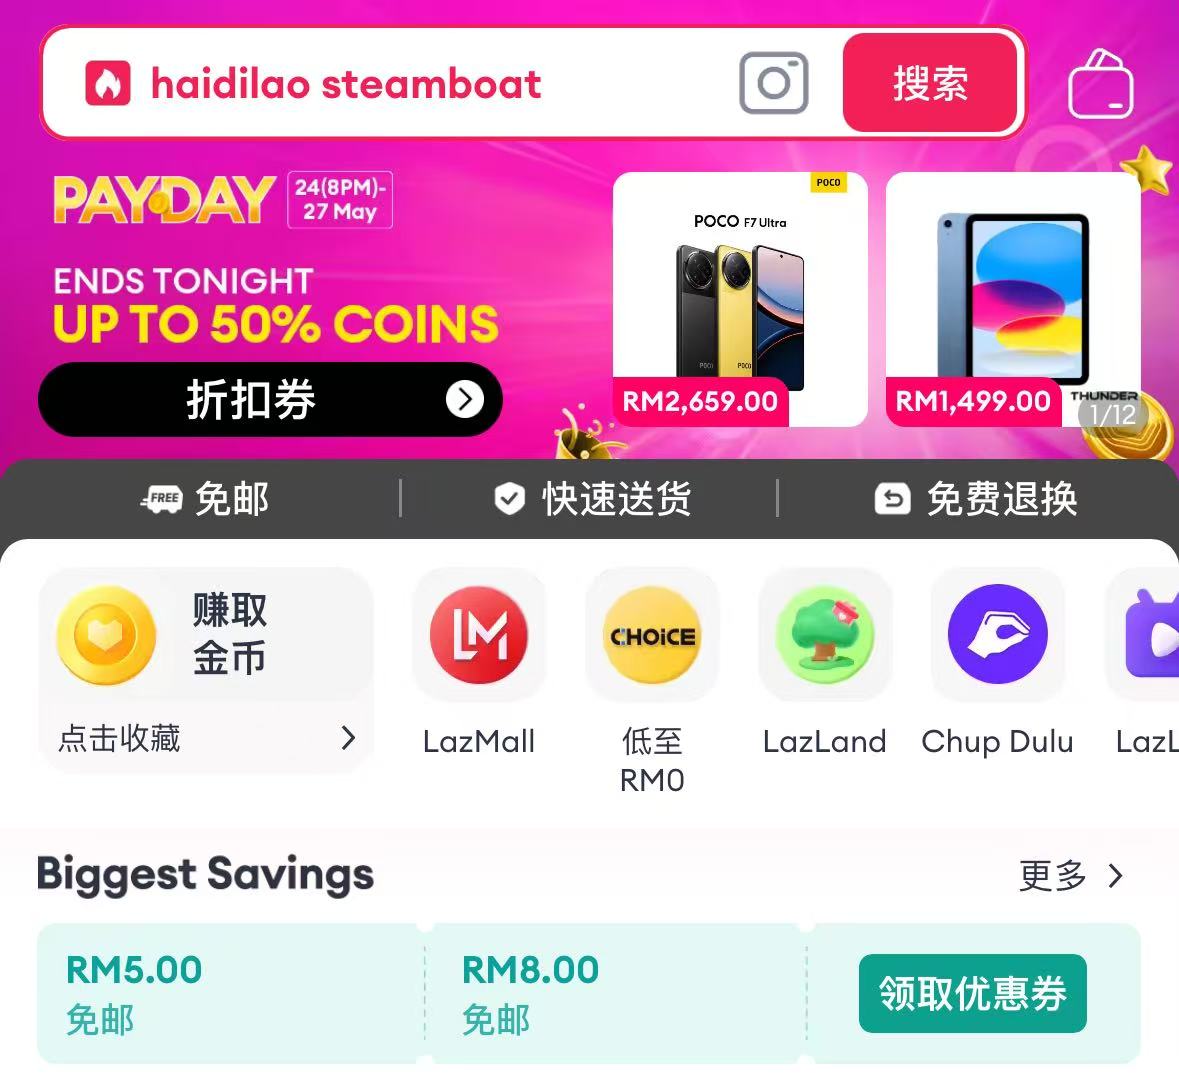 haidilao steamboat
搜索
PAYDAY
24(8PM)-
27 May
ENDS TONIGHT
UP TO 50% COINS
折扣券
POCO
POCO F7 Ultra
POCO
POCO
RM2,659.00
RM1,499.00
THUNDER
1/12
FREE
免邮
快速送货
免费退换
赚取
金币
点击收藏
LM
LazMall
CHOiCE
低至
RM0
LazLand
Chup Dulu
LazL
Biggest Savings
更多
RM5.00
免邮
RM8.00
免邮
领取优惠券